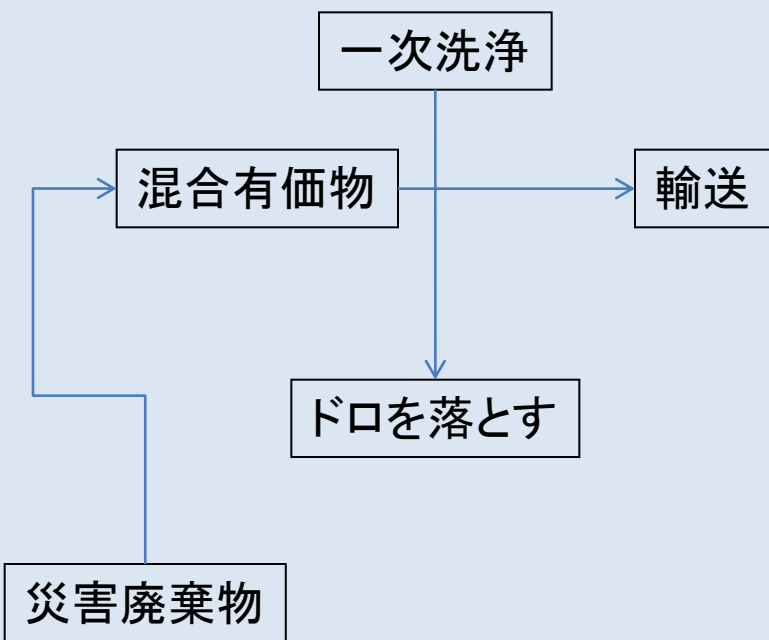 一次洗浄
混合有価物
輸送
ドロを落とす
災害廃棄物